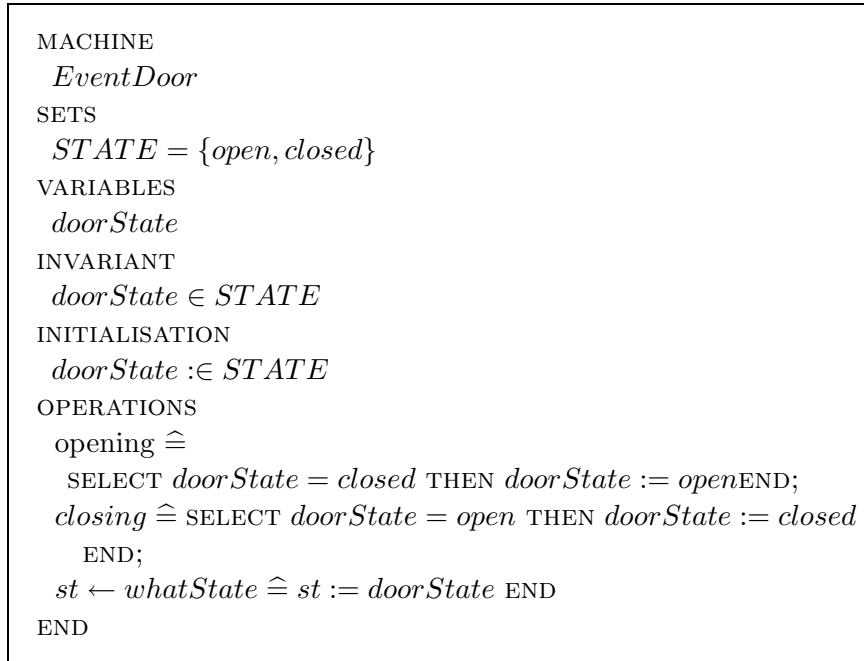 MACHINE
EventDoor
SETS
STATE = {open, closed}
VARIABLES
doorState
INVARIANT
doorState ∈ STATE
INITIALISATION
doorState :∈ STATE
OPERATIONS
opening ≙
SELECT doorState = closed THEN doorState := openEND;
closing ≙ SELECT doorState = open THEN doorState := closed
END;
st ← whatState ≙ st := doorState END
END